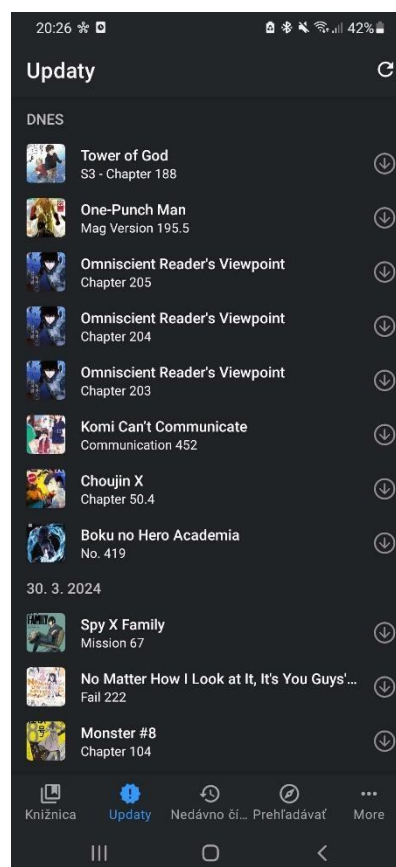 20:26 42%
Updaty
DNES
Tower of God
S3 - Chapter 188
One-Punch Man
Mag Version 195.5
Omniscient Reader's Viewpoint
Chapter 205
Omniscient Reader's Viewpoint
Chapter 204
Omniscient Reader's Viewpoint
Chapter 203
Komi Can't Communicate
Communication 452
Choujin X
Chapter 50.4
Boku no Hero Academia
No. 419
30. 3. 2024
Spy X Family
Mission 67
No Matter How I Look at It, It's You Guys'...
Fail 222
Monster #8
Chapter 104
Knižnica Updaty Nedávno čí... Prehľadávať More